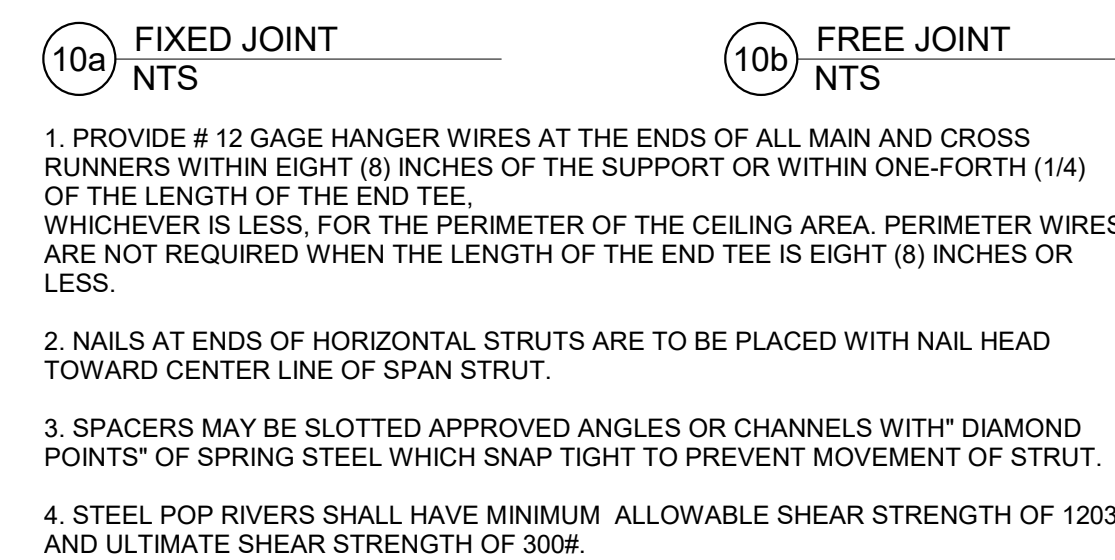 10a FIXED JOINT
NTS
10b FREE JOINT
NTS
1. PROVIDE # 12 GAGE HANGER WIRES AT THE ENDS OF ALL MAIN AND CROSS
RUNNERS WITHIN EIGHT (8) INCHES OF THE SUPPORT OR WITHIN ONE-FORTH (1/4)
OF THE LENGTH OF THE END TEE,
WHICHEVER IS LESS, FOR THE PERIMETER OF THE CEILING AREA. PERIMETER WIRES
ARE NOT REQUIRED WHEN THE LENGTH OF THE END TEE IS EIGHT (8) INCHES OR
LESS.
2. NAILS AT ENDS OF HORIZONTAL STRUTS ARE TO BE PLACED WITH NAIL HEAD
TOWARD CENTER LINE OF SPAN STRUT.
3. SPACERS MAY BE SLOTTED APPROVED ANGLES OR CHANNELS WITH" DIAMOND
POINTS" OF SPRING STEEL WHICH SNAP TIGHT TO PREVENT MOVEMENT OF STRUT.
4. STEEL POP RIVERS SHALL HAVE MINIMUM ALLOWABLE SHEAR STRENGTH OF 1203
AND ULTIMATE SHEAR STRENGTH OF 300#.